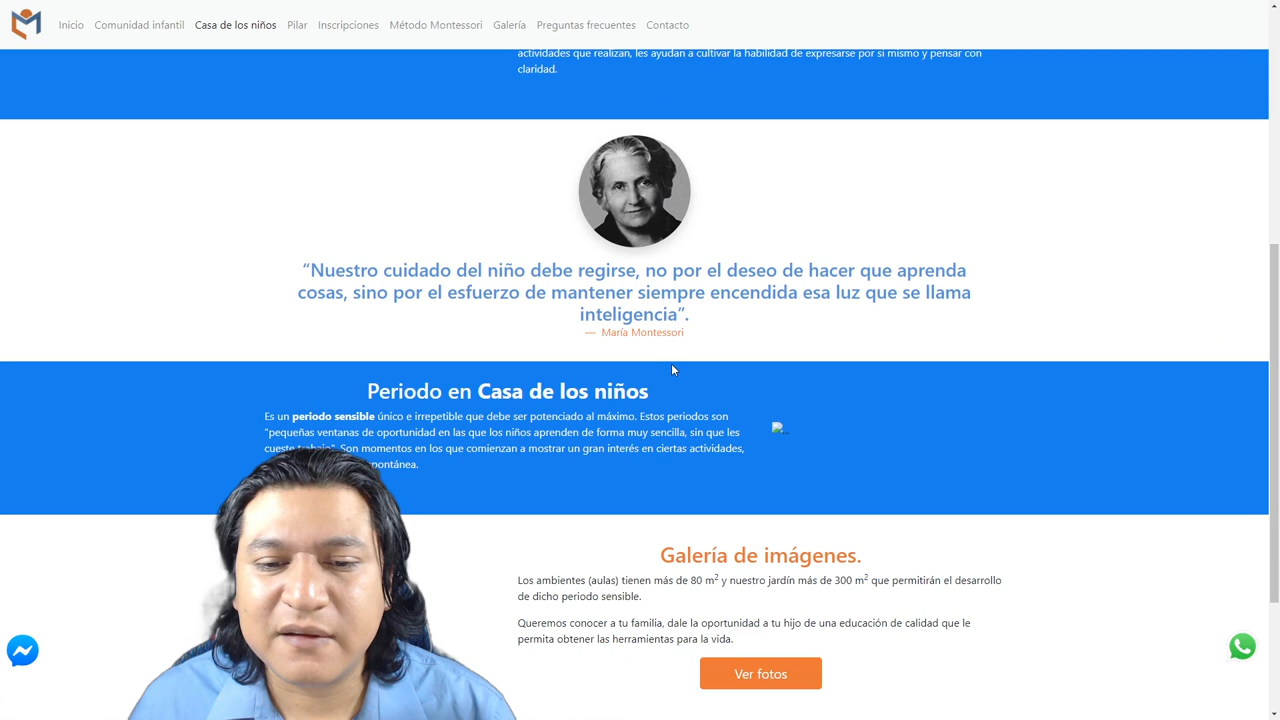 Inicio Comunidad infantil Casa de los niños Pilar Inscripciones Método Montessori Galería Preguntas frecuentes Contacto
actividades que realizan, les ayudan a cultivar la habilidad de expresarse por sí mismo y pensar con
claridad.
“Nuestro cuidado del niño debe regirse, no por el deseo de hacer que aprenda
cosas, sino por el esfuerzo de mantener siempre encendida esa luz que se llama
inteligencia”.
— María Montessori
Periodo en Casa de los niños
Es un periodo sensible único e irrepetible que debe ser potenciado al máximo. Estos periodos son
"pequeñas ventanas de oportunidad en las que los niños aprenden de forma muy sencilla, sin que les
cueste trabajo". Son momentos en los que comienzan a mostrar un gran interés en ciertas actividades,
...
Galería de imágenes.
Los ambientes (aulas) tienen más de 80 m² y nuestro jardín más de 300 m² que permitirán el desarrollo
de dicho periodo sensible.
Queremos conocer a tu familia, dale la oportunidad a tu hijo de una educación de calidad que le
permita obtener las herramientas para la vida.
Ver fotos